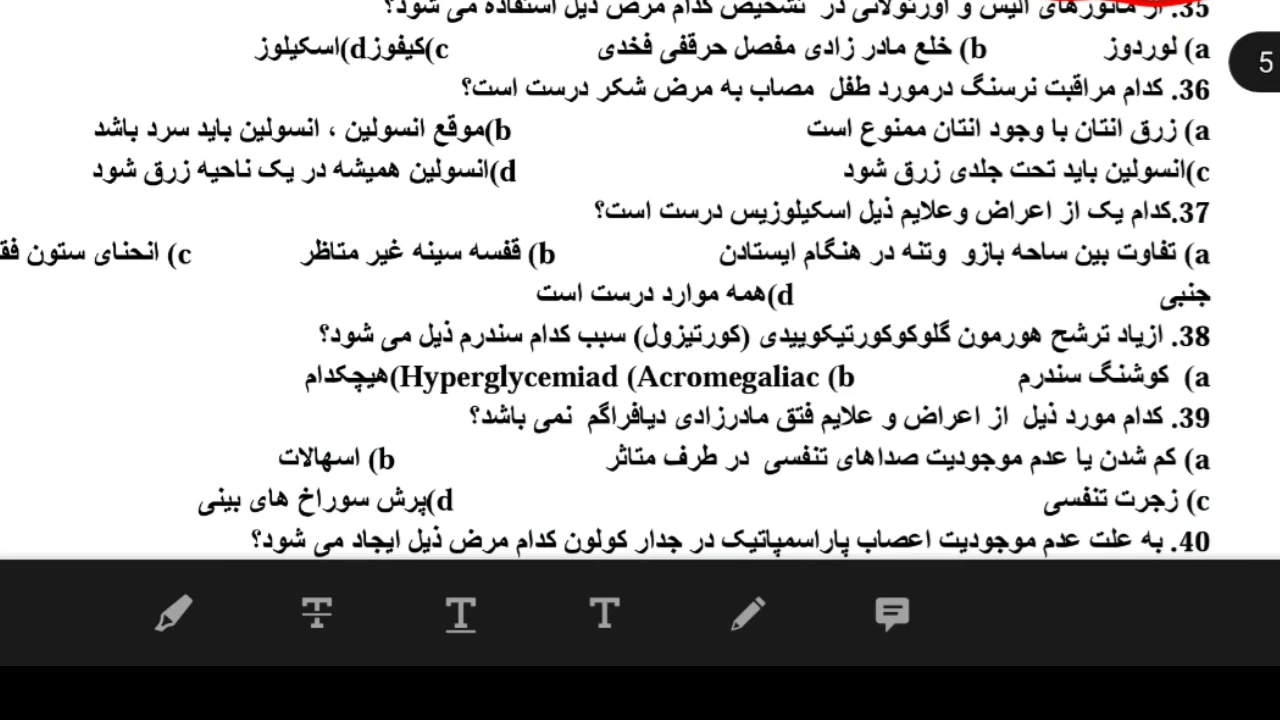 35. از مانورهای الیس و اورتولانی در تشخیص کدام مرض ذیل استفاده می شود؟
a) لوردوز b) خلع مادر زادی مفصل حرقفی فخدی c)کیفوز d)اسکیلوز
5
36. کدام مراقبت نرسنگ درمورد طفل مصاب به مرض شکر درست است؟
a) زرق انتان با وجود انتان ممنوع است b)موقع انسولین ، انسولین باید سرد باشد
c)انسولین باید تحت جلدی زرق شود d)انسولین همیشه در یک ناحیه زرق شود
37.کدام یک از اعراض وعلایم ذیل اسکیلوزیس درست است؟
a) تفاوت بین ساحه بازو وتنه در هنگام ایستادن b) قفسه سینه غیر متاظر c) انحنای ستون
جنبی d)همه موارد درست است
38. ازیاد ترشح هورمون گلوکوکورتیکوییدی (کورتیزول) سبب کدام سندرم ذیل می شود؟
a) کوشنگ سندرم b) Acromegaliac) Hyperglycemiad)هیچکدام
39. کدام مورد ذیل از اعراض و علایم فتق مادرزادی دیافراگم نمی باشد؟
a) کم شدن یا عدم موجودیت صداهای تنفسی در طرف متاثر b) اسهالات
c) زجرت تنفسی d)پرش سوراخ های بینی
40. به علت عدم موجودیت اعصاب پاراسمپاتیک در جدار کولون کدام مرض ذیل ایجاد می شود؟